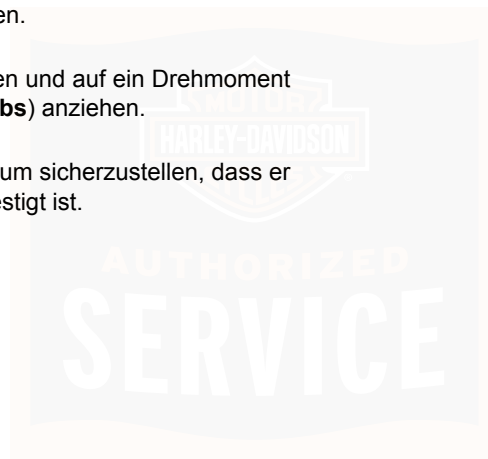 en.
en und auf ein Drehmoment
bs) anziehen.
um sicherzustellen, dass er
stigt ist.
MOTOR
HARLEY-DAVIDSON
CYCLES
AUTHORIZED
SERVICE